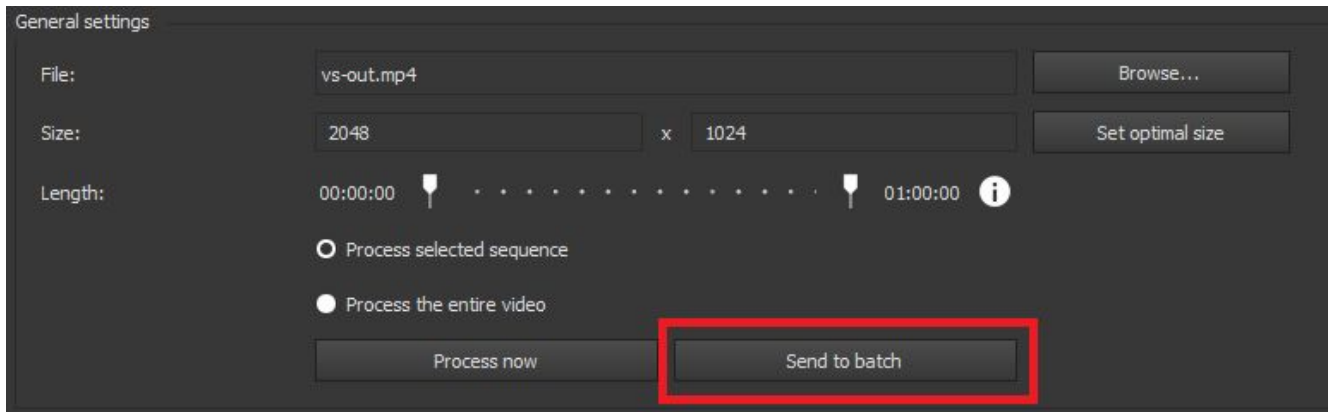 General settings
File: vs-out.mp4 Browse...
Size: 2048 x 1024 Set optimal size
Length: 00:00:00 01:00:00 i
Process selected sequence
Process the entire video
Process now Send to batch